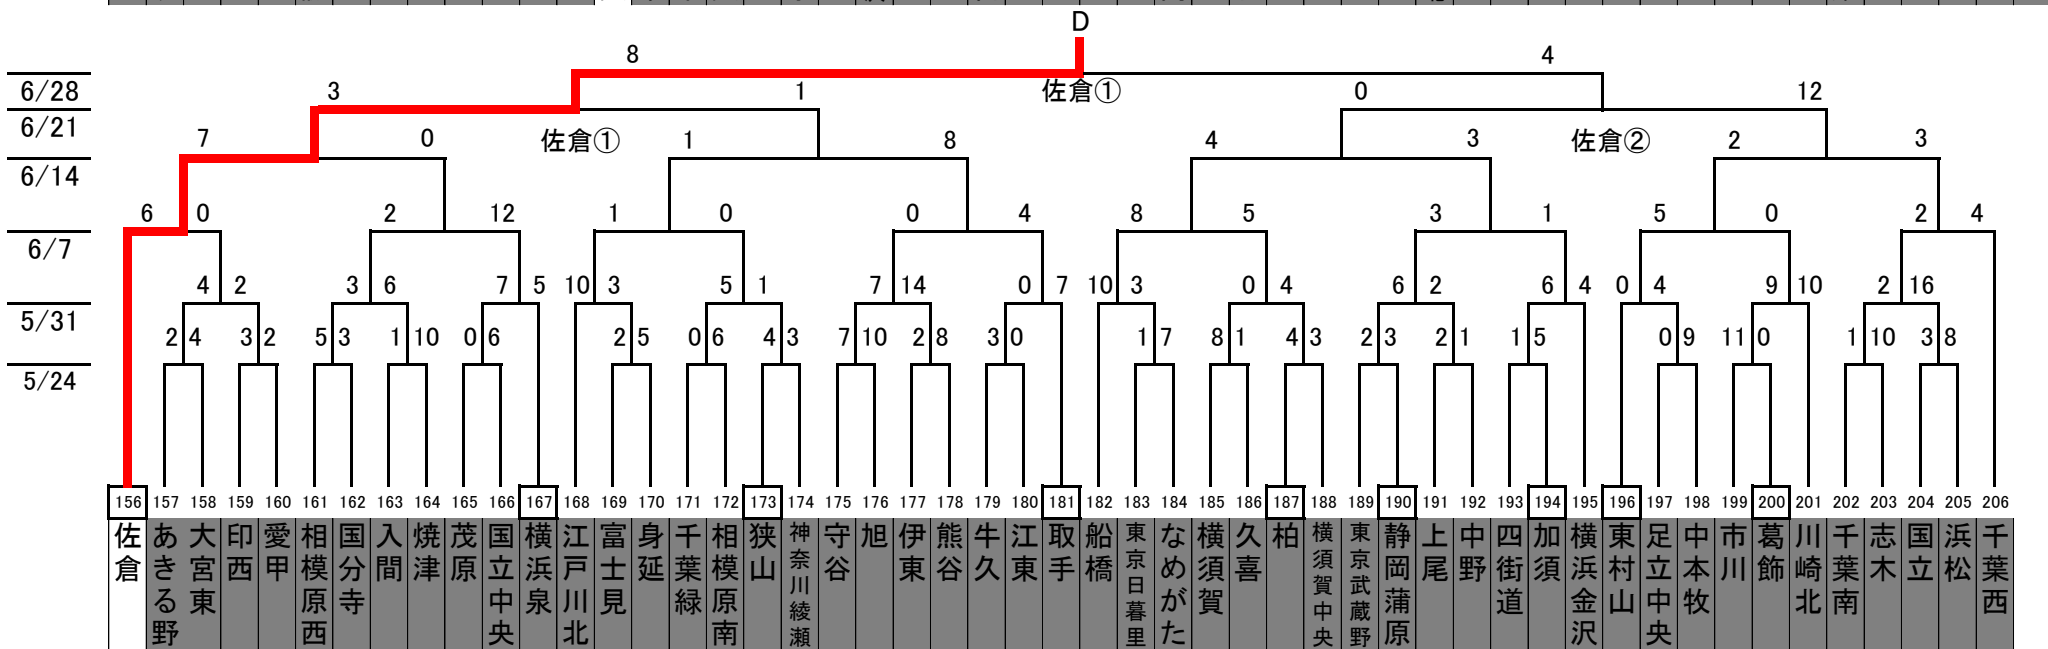 D
8 4
6/28 3 1 佐倉① 0 12
6/21 7 0 佐倉① 1 8 4 3 佐倉② 2 3
6/14
6 0 2 12 1 0 0 4 8 5 3 1 5 0 2 4
6/7
4 2 3 6 7 5 10 3 5 1 7 14 0 7 10 3 0 4 6 2 6 4 0 4 9 10 2 16
5/31
2 4 3 2 5 3 1 10 0 6 2 5 0 6 4 3 7 10 2 8 3 0 1 7 8 1 4 3 2 3 2 1 1 5 0 9 11 0 1 10 3 8
5/24
156 157 158 159 160 161 162 163 164 165 166 167 168 169 170 171 172 173 174 175 176 177 178 179 180 181 182 183 184 185 186 187 188 189 190 191 192 193 194 195 196 197 198 199 200 201 202 203 204 205 206
佐倉
あきる野
大宮東
印西
愛甲
相模原西
国分寺
入間
焼津
茂原
国立中央
横浜泉
江戸川北
富士見
身延
千葉緑
相模原南
狭山
神奈川綾瀬
守谷
旭
伊東
熊谷
牛久
江東
取手
船橋
東京日暮里
なめがた
横須賀
久喜
柏
横須賀中央
東京武蔵野
静岡蒲原
上尾
中野
四街道
加須
横浜金沢
東村山
足立中央
中本牧
市川
葛飾
川崎北
千葉南
志木
国立
浜松
千葉西